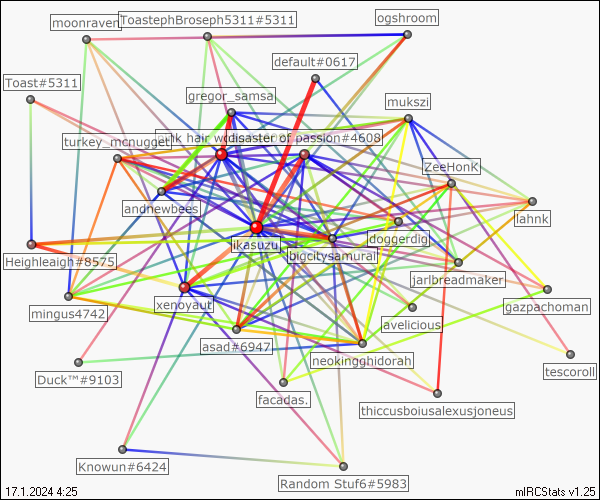 moonraven
ToastephBroseph5311#5311
ogshroom
default#0617
Toast#5311
gregor_samsa
mukszi
turkey_mcnugget
pink hair wo
disaster of passion#4608
ZeeHonK
andnewbees
lahnk
ikasuzu
doggerdig
bigcitysamurai
Heighleaigh#8575
jarlbreadmaker
mingus4742
xenoyaut
gazpachoman
avelicious
asad#6947
neokingghidorah
tescoroll
Duck™#9103
facadas.
thiccusboiusalexusjoneus
Knowun#6424
Random Stuf6#5983
17.1.2024 4:25
mIRCStats v1.25